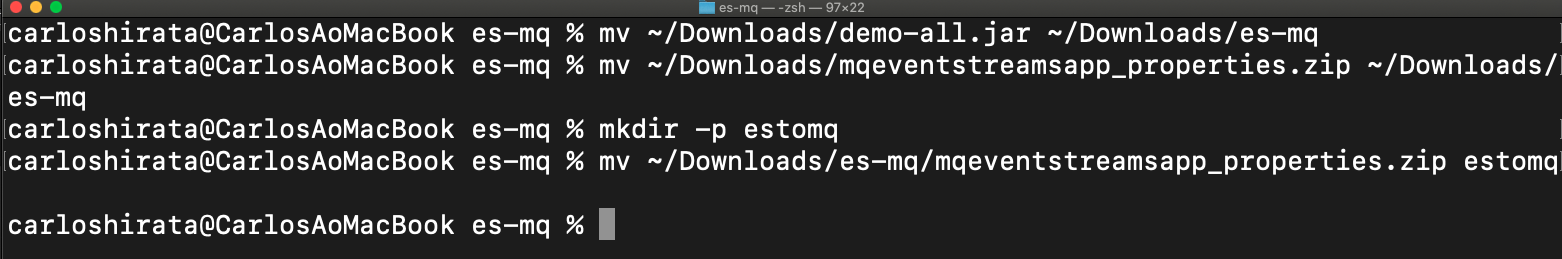 es-mq — -zsh — 97×22
carloshirata@CarlosAoMacBook es-mq % mv ~/Downloads/demo-all.jar ~/Downloads/es-mq
carloshirata@CarlosAoMacBook es-mq % mv ~/Downloads/mqeventstreamsapp_properties.zip ~/Downloads/
es-mq
carloshirata@CarlosAoMacBook es-mq % mkdir -p estomq
carloshirata@CarlosAoMacBook es-mq % mv ~/Downloads/es-mq/mqeventstreamsapp_properties.zip estomq
carloshirata@CarlosAoMacBook es-mq %